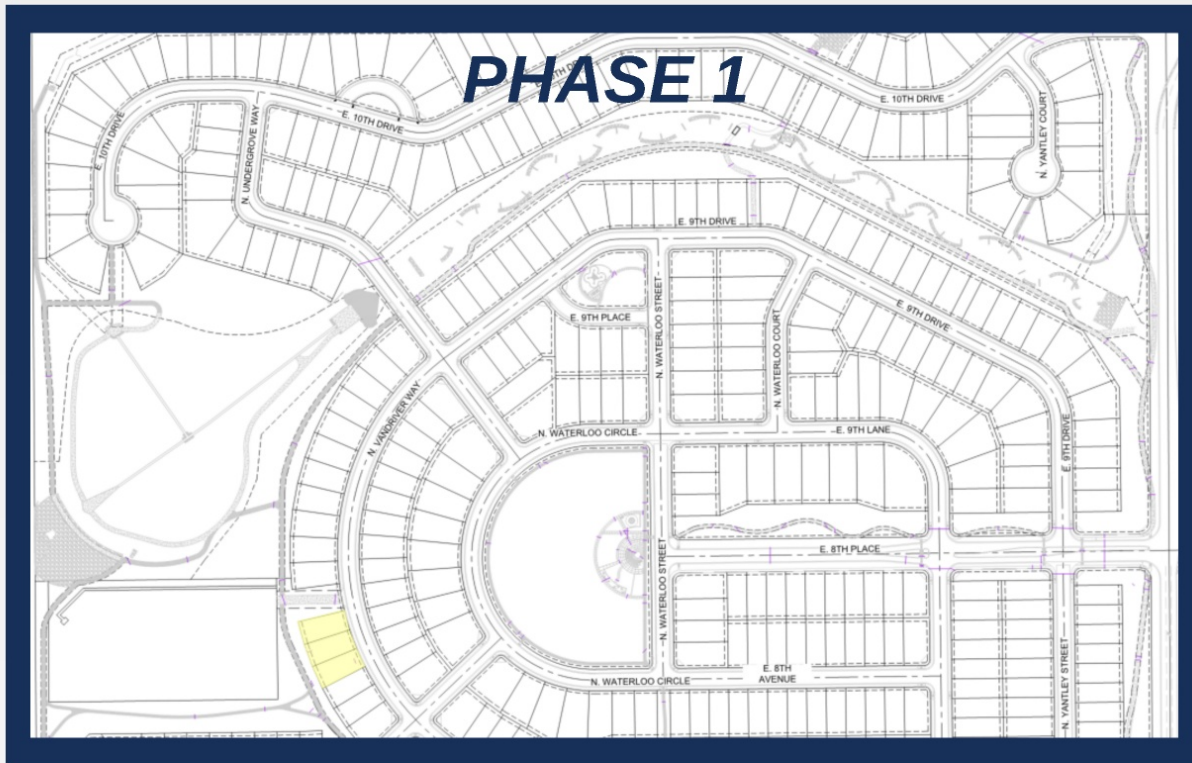 PHASE 1
E. 10TH DRIVE
E. 10TH DRIVE
E. 10TH DRIVE
N. UNDERGROVE WAY
N. YANTLEY COURT
E. 9TH DRIVE
N. WATERLOO STREET
E. 9TH PLACE
N. WATERLOO COURT
E. 9TH DRIVE
WAY
N. WATERLOO CIRCLE
E. 9TH LANE
E. 9TH DRIVE
E. 8TH PLACE
N. WATERLOO STREET
N. WATERLOO CIRCLE
E. 8TH
AVENUE
N. YANTLEY STREET